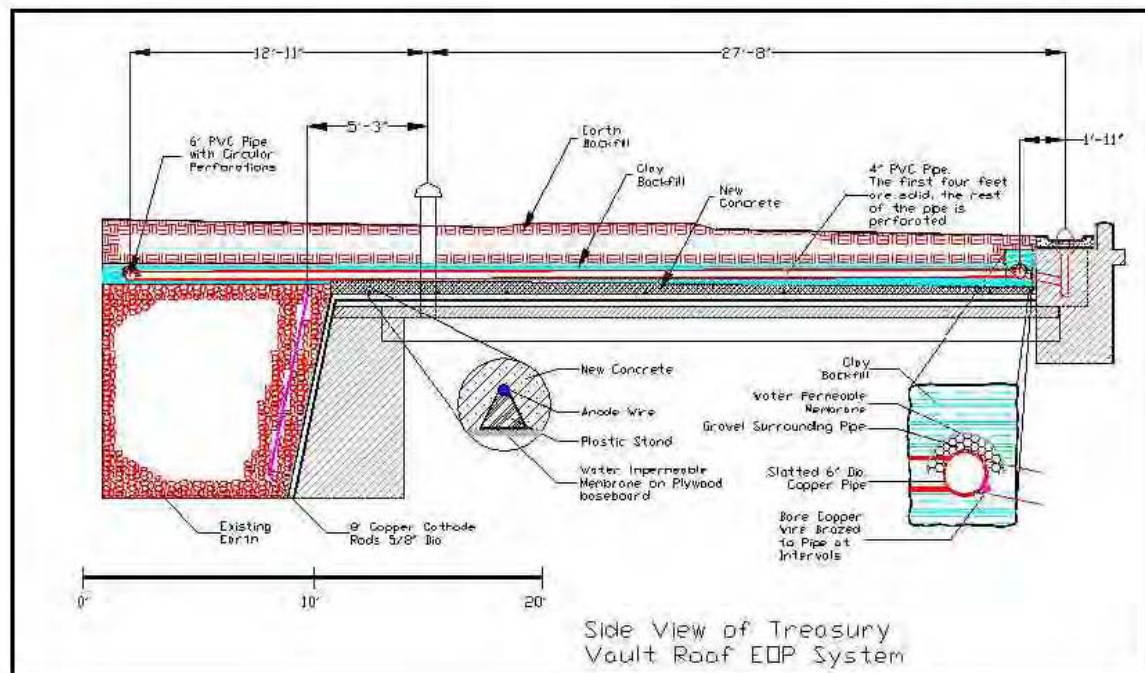 12'-11"
27'-8"
5'-3"
1'-11"
6" PVC Pipe
with Circular
Perforations
Earth
Backfill
Clay
Backfill
New
Concrete
4" PVC Pipe.
The first four feet
are solid, the rest
of the pipe is
perforated
New Concrete
Anode Wire
Plastic Stand
Water Impermeable
Membrane on Plywood
baseboard
Clay
Backfill
Water Permeable
Membrane
Gravel Surrounding Pipe
Slatted 6" Dia.
Copper Pipe
Bare Copper
Wire Brazed
to Pipe at
Intervals
Existing
Earth
Copper Cathode
Rods 5/8" Dia
0'
10'
20'
Side View of Treasury
Vault Roof EOP System